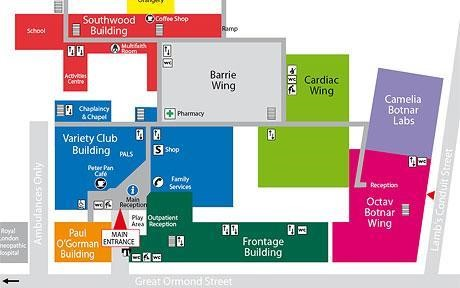 Orangery
Southwood
Building
Coffee Shop
School
Multifaith
Room
Ramp
wc
Activities
Centre
Barrie
Wing
Cardiac
Wing
wc
Camelia
Botnar
Labs
Chaplaincy
& Chapel
Pharmacy
Variety Club
Building
PALS
Shop
Peter Pan
Café
Family
Services
wc
i
Main
Reception
Play
Area
Outpatient
Reception
Reception
wc
Octav
Botnar
Wing
Ambulances Only
Royal
London
Hospital
Paul
O'Gorman
Building
MAIN
ENTRANCE
wc
Frontage
Building
wc
Lamb's Conduit Street
Great Ormond Street